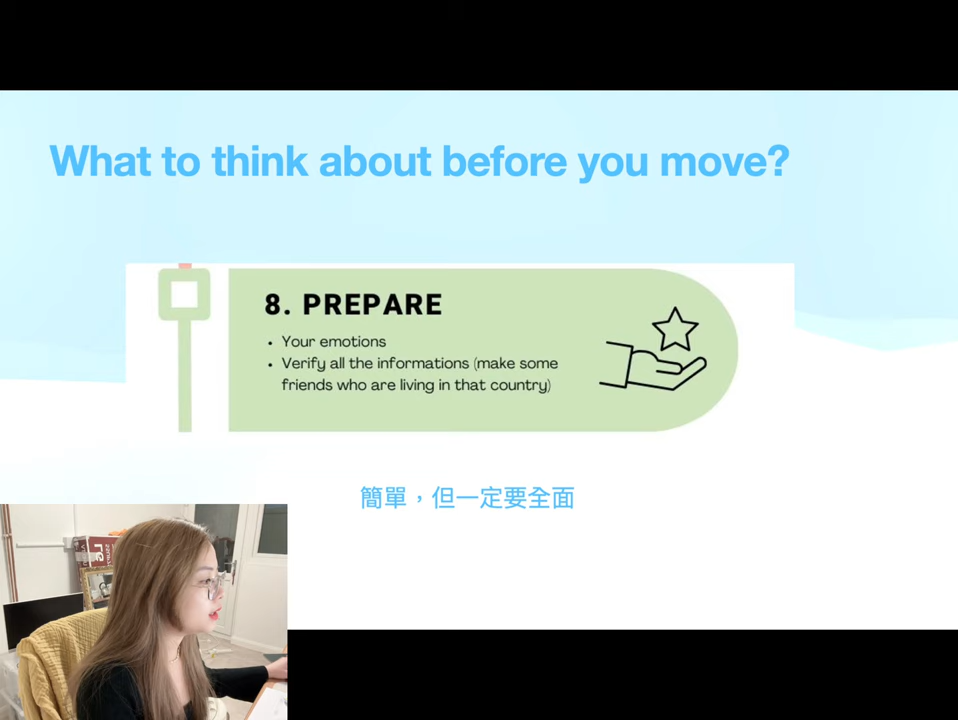 What to think about before you move?
8. PREPARE
• Your emotions
• Verify all the informations (make some
friends who are living in that country)
簡單，但一定要全面